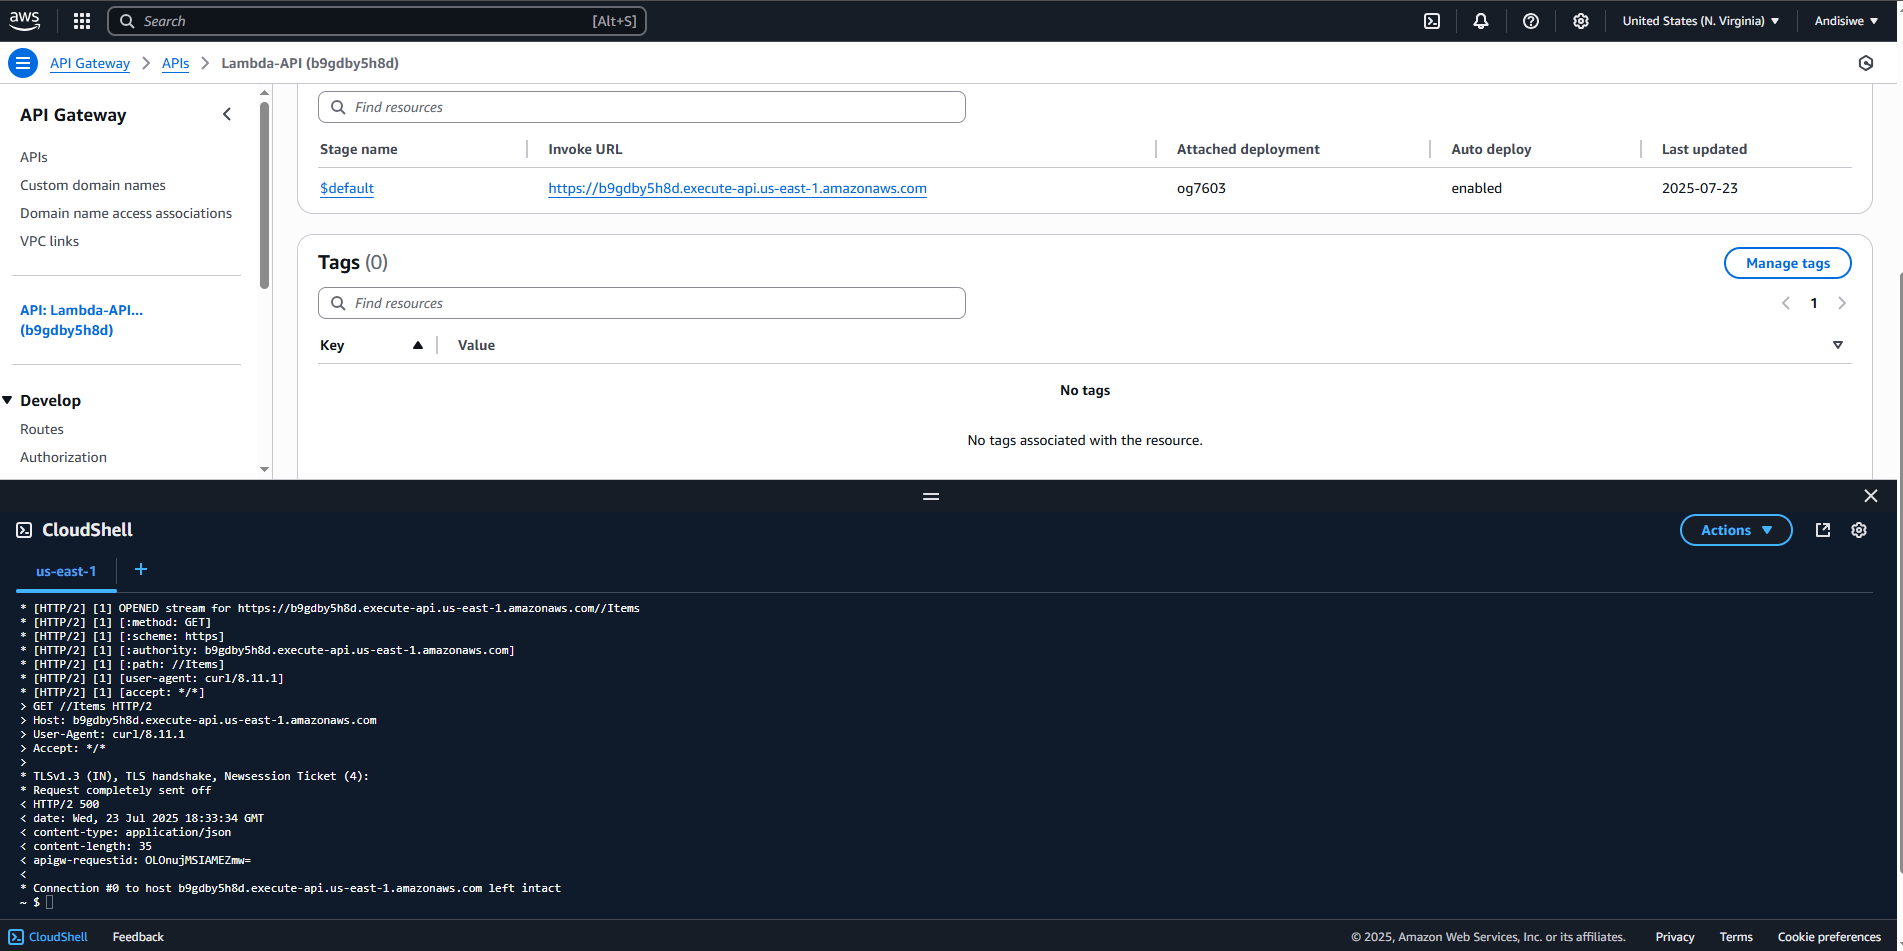 aws
Search [Alt+S]
United States (N. Virginia)
Andisiwe
API Gateway
APIs
Lambda-API (b9gdby5h8d)
API Gateway
APIs
Custom domain names
Domain name access associations
VPC links
API: Lambda-API...
(b9gdby5h8d)
Develop
Routes
Authorization
Find resources
Stage name Invoke URL Attached deployment Auto deploy Last updated
$default https://b9gdby5h8d.execute-api.us-east-1.amazonaws.com og7603 enabled 2025-07-23
Tags (0)
Manage tags
Find resources
1
Key Value
No tags
No tags associated with the resource.
CloudShell
Actions
us-east-1
+
* [HTTP/2] [1] OPENED stream for https://b9gdby5h8d.execute-api.us-east-1.amazonaws.com//Items
* [HTTP/2] [1] [:method: GET]
* [HTTP/2] [1] [:scheme: https]
* [HTTP/2] [1] [:authority: b9gdby5h8d.execute-api.us-east-1.amazonaws.com]
* [HTTP/2] [1] [:path: //Items]
* [HTTP/2] [1] [user-agent: curl/8.11.1]
* [HTTP/2] [1] [accept: */*]
> GET //Items HTTP/2
> Host: b9gdby5h8d.execute-api.us-east-1.amazonaws.com
> User-Agent: curl/8.11.1
> Accept: */*
>
* TLSv1.3 (IN), TLS handshake, Newsession Ticket (4):
* Request completely sent off
< HTTP/2 500
< date: Wed, 23 Jul 2025 18:33:34 GMT
< content-type: application/json
< content-length: 35
< apigw-requestid: OLOnujMSIAMEZmw=
<
* Connection #0 to host b9gdby5h8d.execute-api.us-east-1.amazonaws.com left intact
~ $
CloudShell
Feedback
© 2025, Amazon Web Services, Inc. or its affiliates.
Privacy
Terms
Cookie preferences